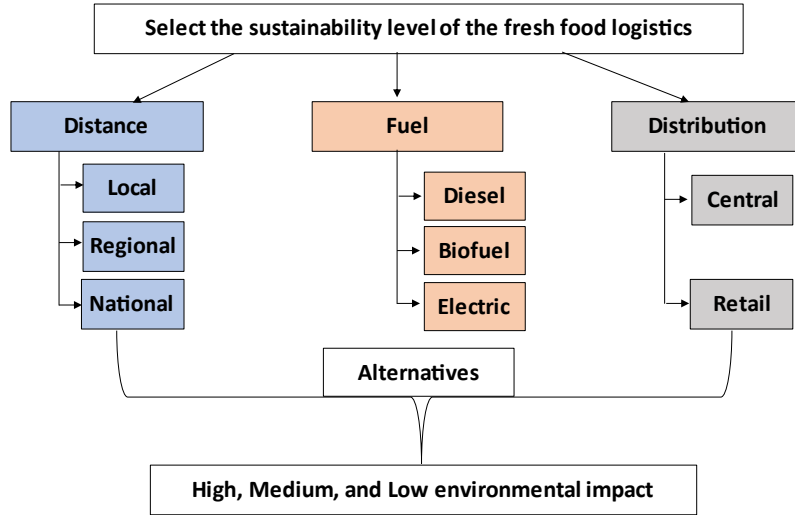 Select the sustainability level of the fresh food logistics
Distance
Fuel
Distribution
Local
Regional
National
Diesel
Biofuel
Electric
Central
Retail
Alternatives
High, Medium, and Low environmental impact